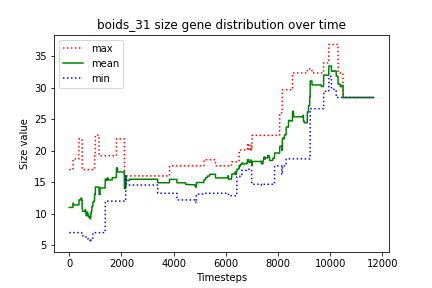 boids_31 size gene distribution over time
max
mean
min
Size value
35
30
25
20
15
10
5
0 2000 4000 6000 8000 10000 12000
Timesteps